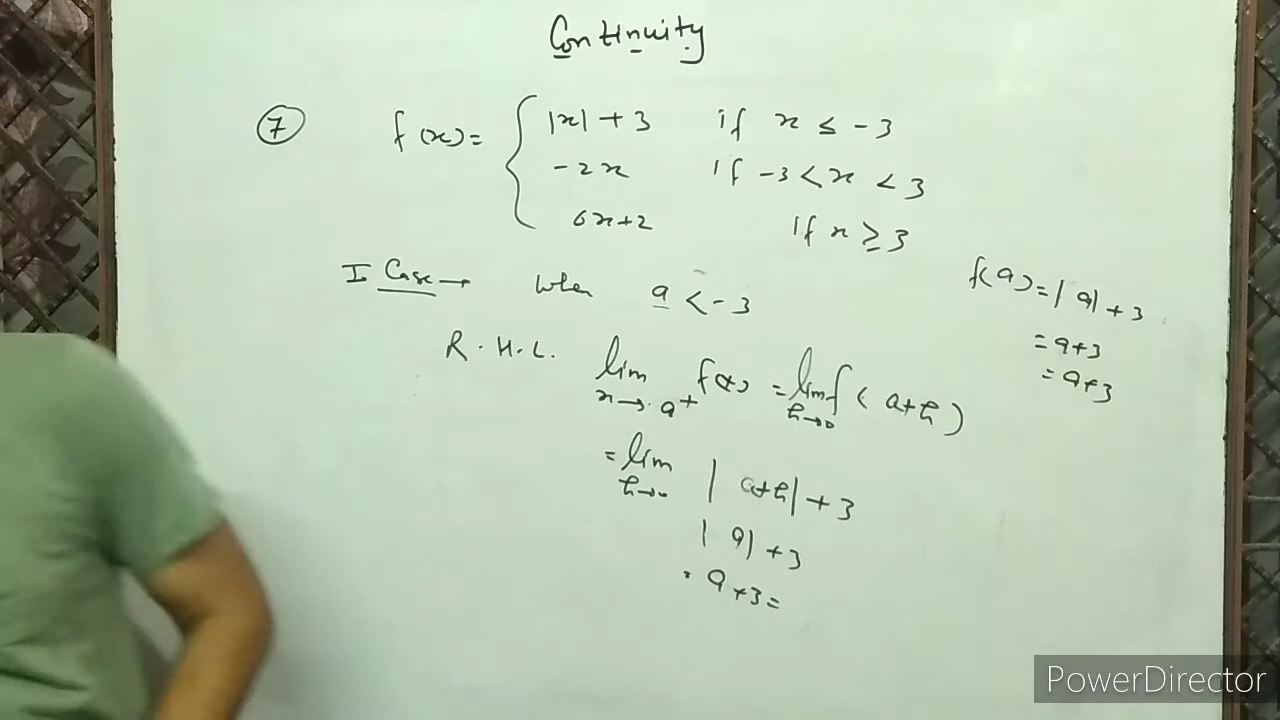 Continuity
7 f(x) = { |x| + 3 if x ≤ -3
-2x if -3 < x < 3
6x+2 if x ≥ 3
I Case → When a < -3
f(a) = |a| + 3
= a+3
= a+3
R.H.L. lim x→a+ f(x) = lim h→0 f(a+h)
= lim h→0 |a+h| + 3
|a| + 3
= a+3 =
PowerDirector